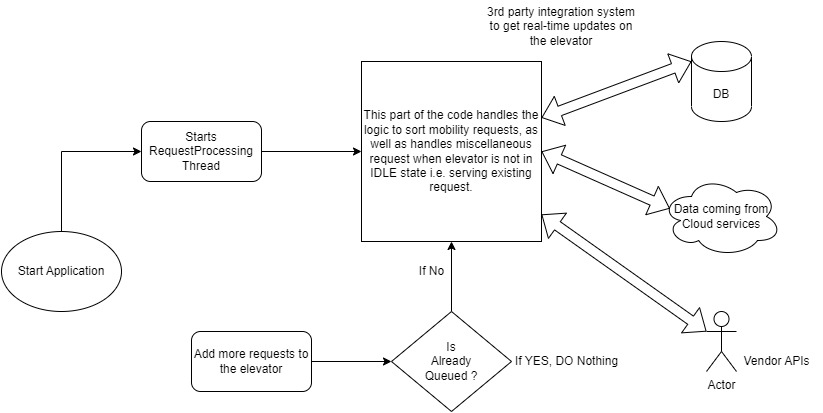 3rd party integration system
to get real-time updates on
the elevator
DB
This part of the code handles the
logic to sort mobility requests, as
well as handles miscellaneous
request when elevator is not in
IDLE state i.e. serving existing
request.
Starts
RequestProcessing
Thread
Data coming from
Cloud services
Start Application
If No
Add more requests to
the elevator
Is
Already
Queued ?
If YES, DO Nothing
Vendor APIs
Actor